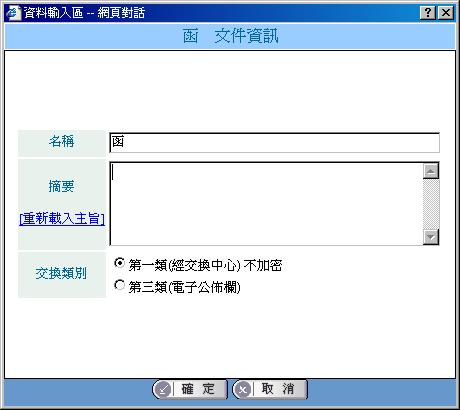 資料輸入區 -- 網頁對話
函 文件資訊
名稱
函
摘要
[重新載入主旨]
交換類別
第一類(經交換中心) 不加密
第三類(電子公佈欄)
確 定
取 消